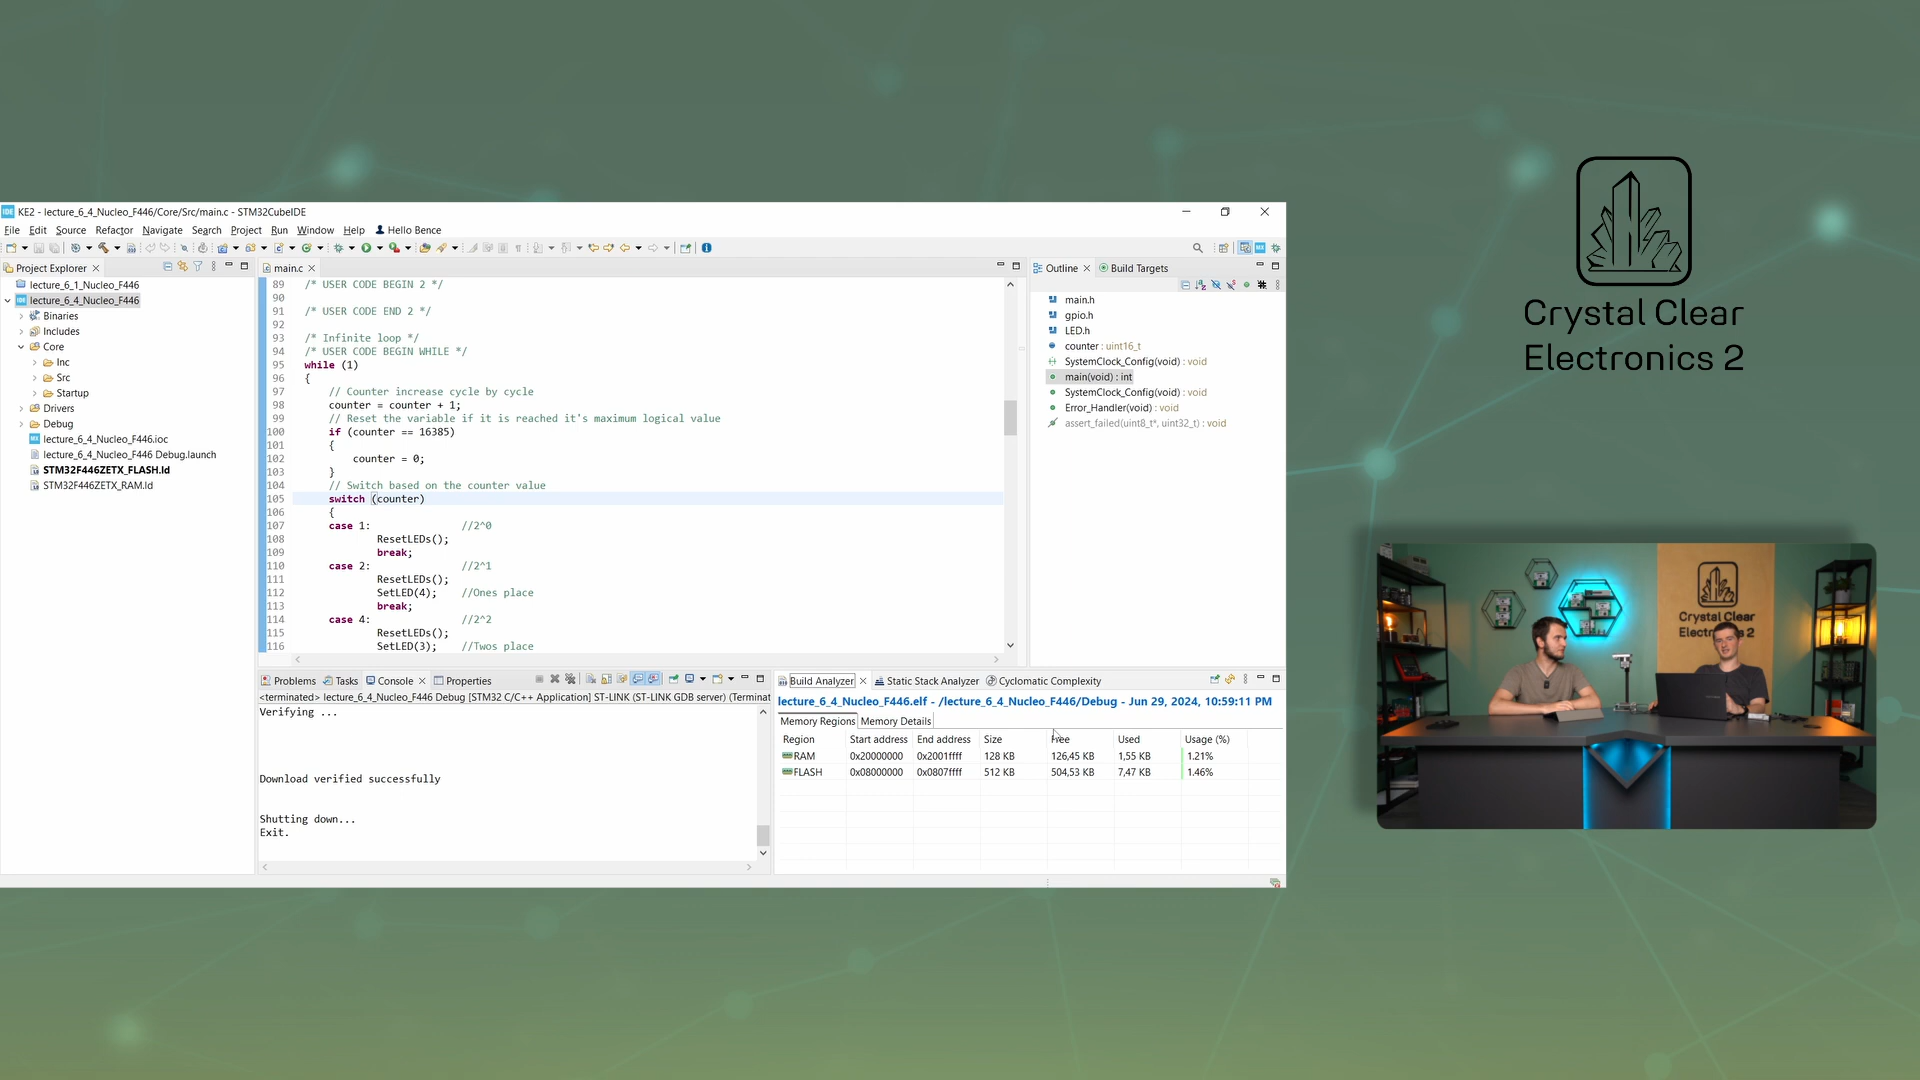 IDE KE2 - lecture_6_4_Nucleo_F446/Core/Src/main.c - STM32CubeIDE
File Edit Source Refactor Navigate Search Project Run Window Help Hello Bence
Project Explorer
lecture_6_1_Nucleo_F446
IDE lecture_6_4_Nucleo_F446
Binaries
Includes
Core
Inc
Src
Startup
Drivers
Debug
MX lecture_6_4_Nucleo_F446.ioc
lecture_6_4_Nucleo_F446 Debug.launch
STM32F446ZETX_FLASH.ld
STM32F446ZETX_RAM.ld
main.c
89 /* USER CODE BEGIN 2 */
90
91 /* USER CODE END 2 */
92
93 /* Infinite loop */
94 /* USER CODE BEGIN WHILE */
95 while (1)
96 {
97 // Counter increase cycle by cycle
98 counter = counter + 1;
99 // Reset the variable if it is reached it's maximum logical value
100 if (counter == 16385)
101 {
102 counter = 0;
103 }
104 // Switch based on the counter value
105 switch (counter)
106 {
107 case 1: //2^0
108 ResetLEDs();
109 break;
110 case 2: //2^1
111 ResetLEDs();
112 SetLED(4); //Ones place
113 break;
114 case 4: //2^2
115 ResetLEDs();
116 SetLED(3); //Twos place
Outline Build Targets
main.h
gpio.h
LED.h
counter : uint16_t
SystemClock_Config(void) : void
main(void) : int
SystemClock_Config(void) : void
Error_Handler(void) : void
assert_failed(uint8_t*, uint32_t) : void
Problems Tasks Console Properties
<terminated> lecture_6_4_Nucleo_F446 Debug [STM32 C/C++ Application] ST-LINK (ST-LINK GDB server) (Terminat
Verifying ...
Download verified successfully
Shutting down...
Exit.
Build Analyzer Static Stack Analyzer Cyclomatic Complexity
lecture_6_4_Nucleo_F446.elf - /lecture_6_4_Nucleo_F446/Debug - Jun 29, 2024, 10:59:11 PM
Memory Regions Memory Details
Region Start address End address Size Free Used Usage (%)
RAM 0x20000000 0x2001ffff 128 KB 126,45 KB 1,55 KB 1.21%
FLASH 0x08000000 0x0807ffff 512 KB 504,53 KB 7,47 KB 1.46%
Crystal Clear
Electronics 2
Crystal Clear